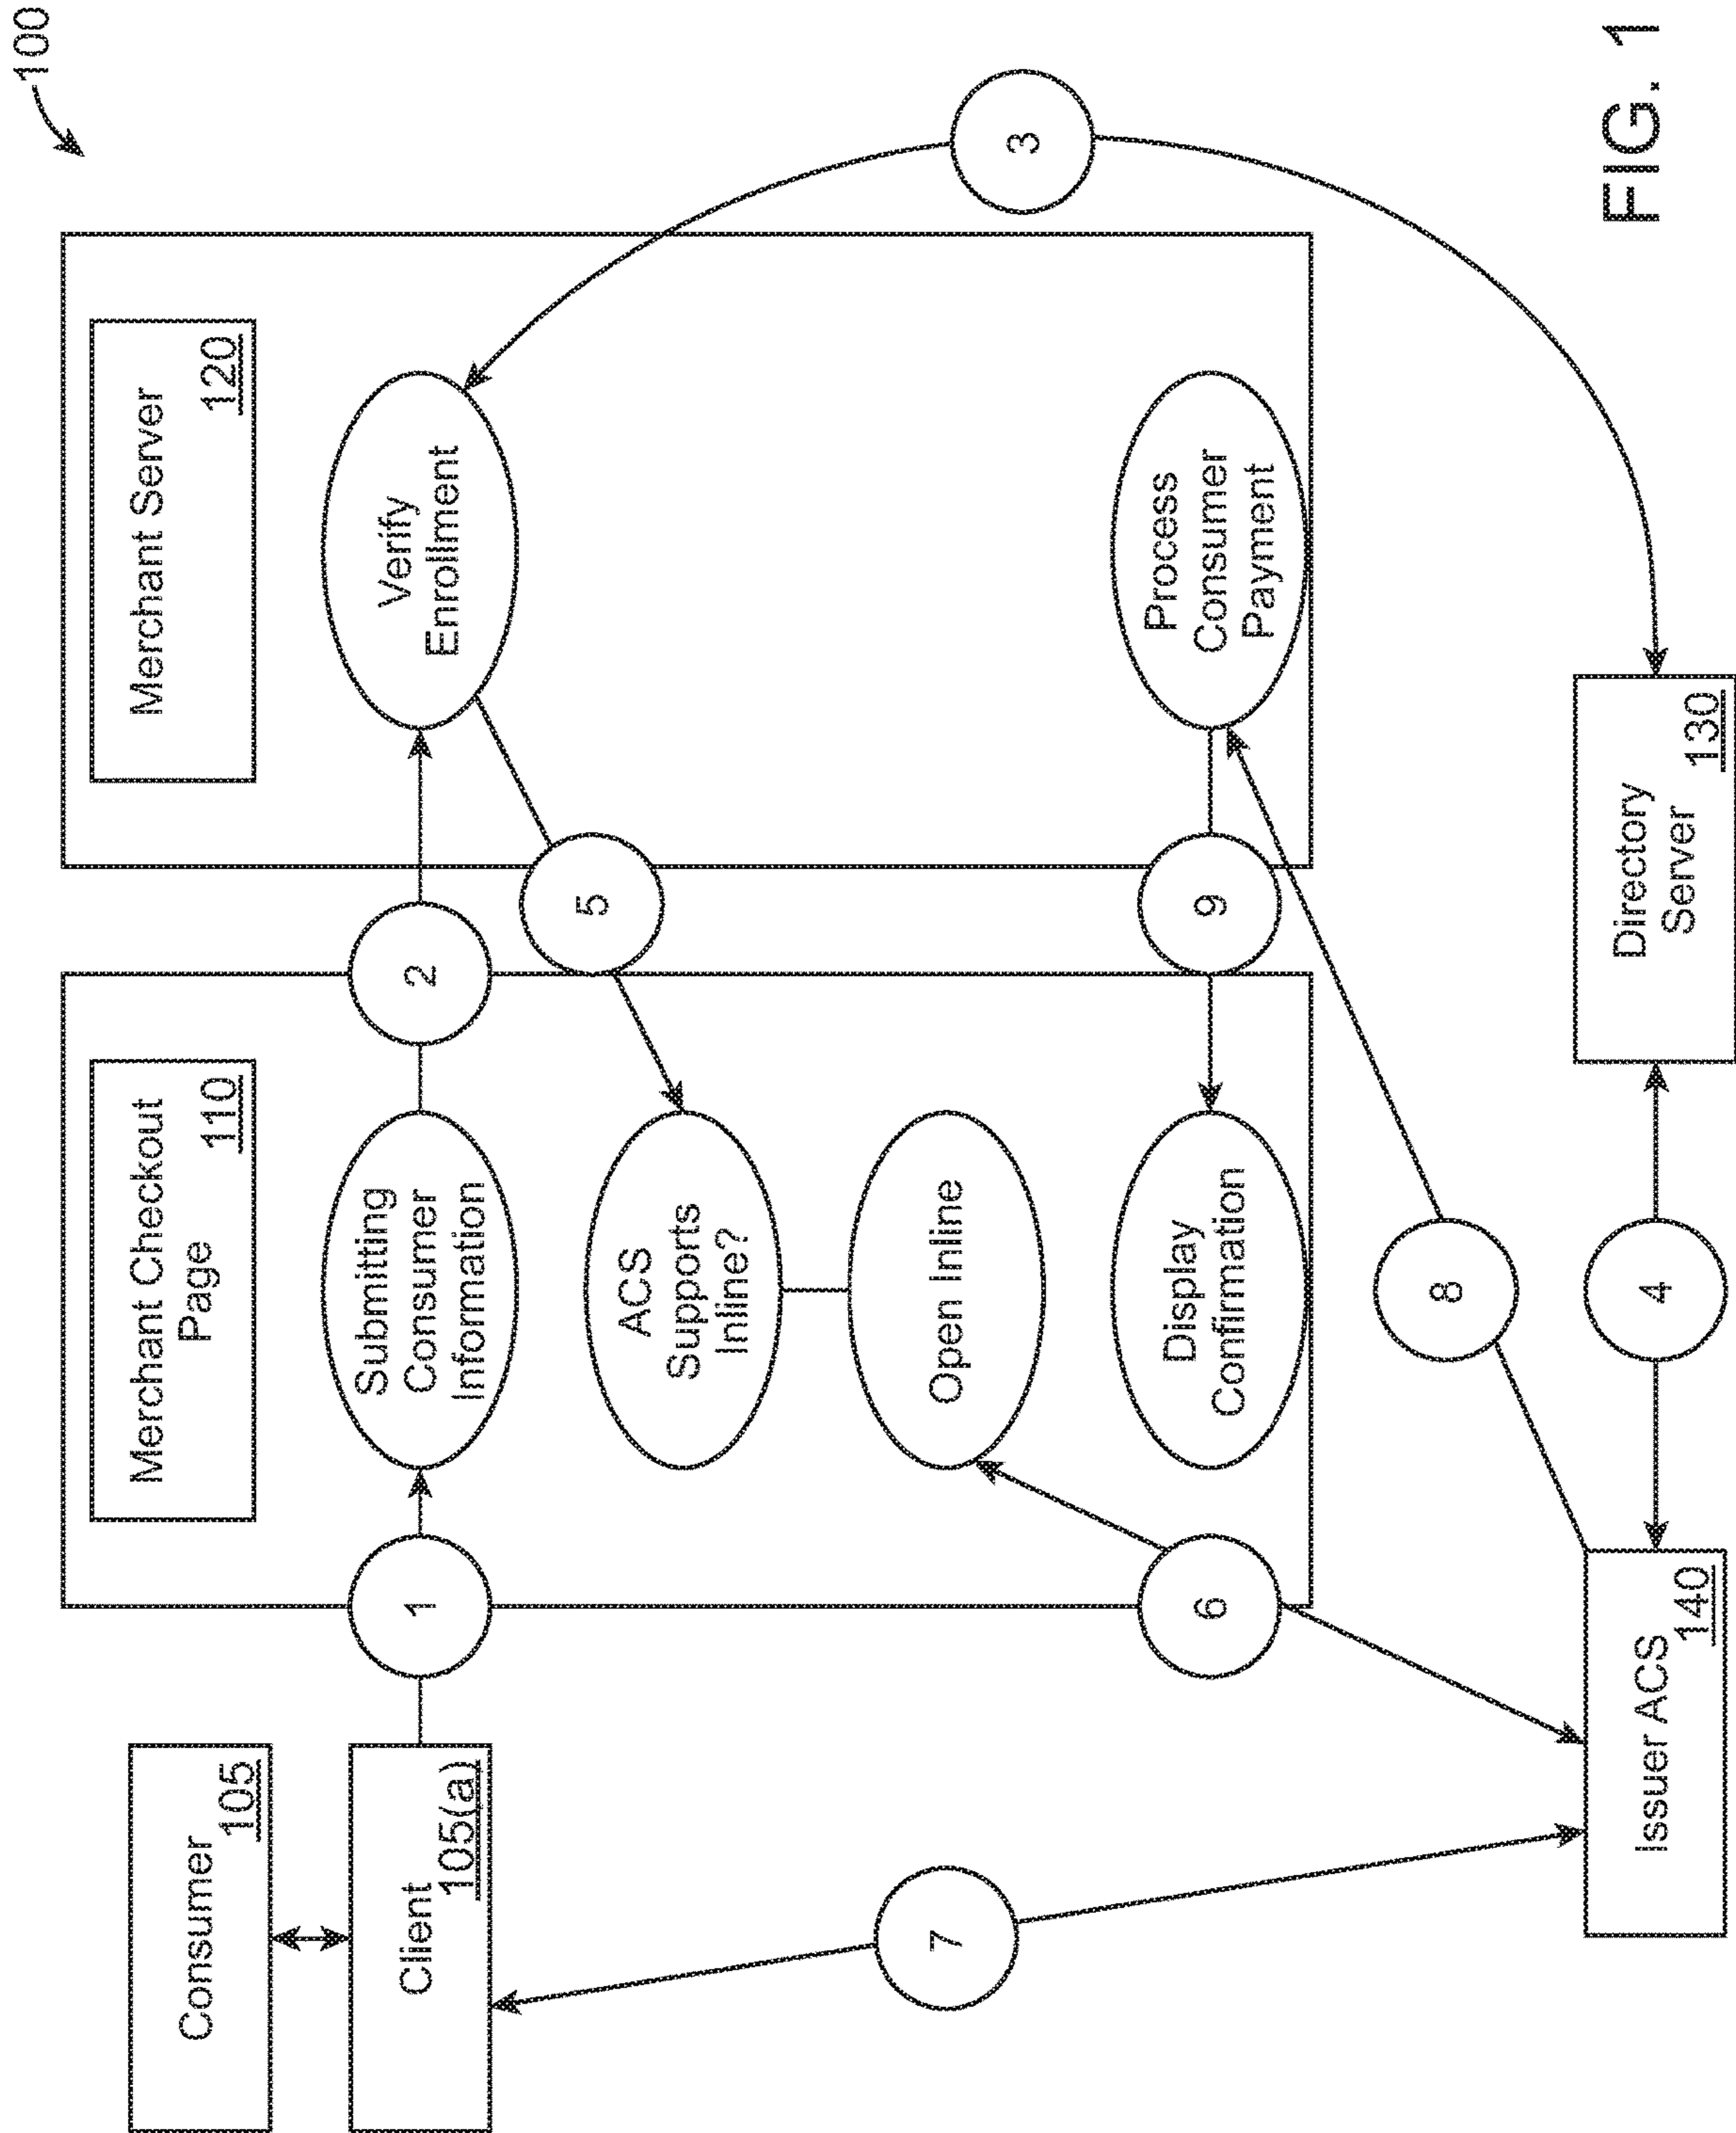 100
Consumer
105
Client
105(a)
Merchant Checkout
Page
110
Merchant Server
120
1
Submitting
Consumer
Information
2
Verify
Enrollment
3
ACS
Supports
Inline?
5
Open Inline
6
Display
Confirmation
9
Process
Consumer
Payment
7
8
Issuer ACS
140
4
Directory
Server
130
FIG. 1